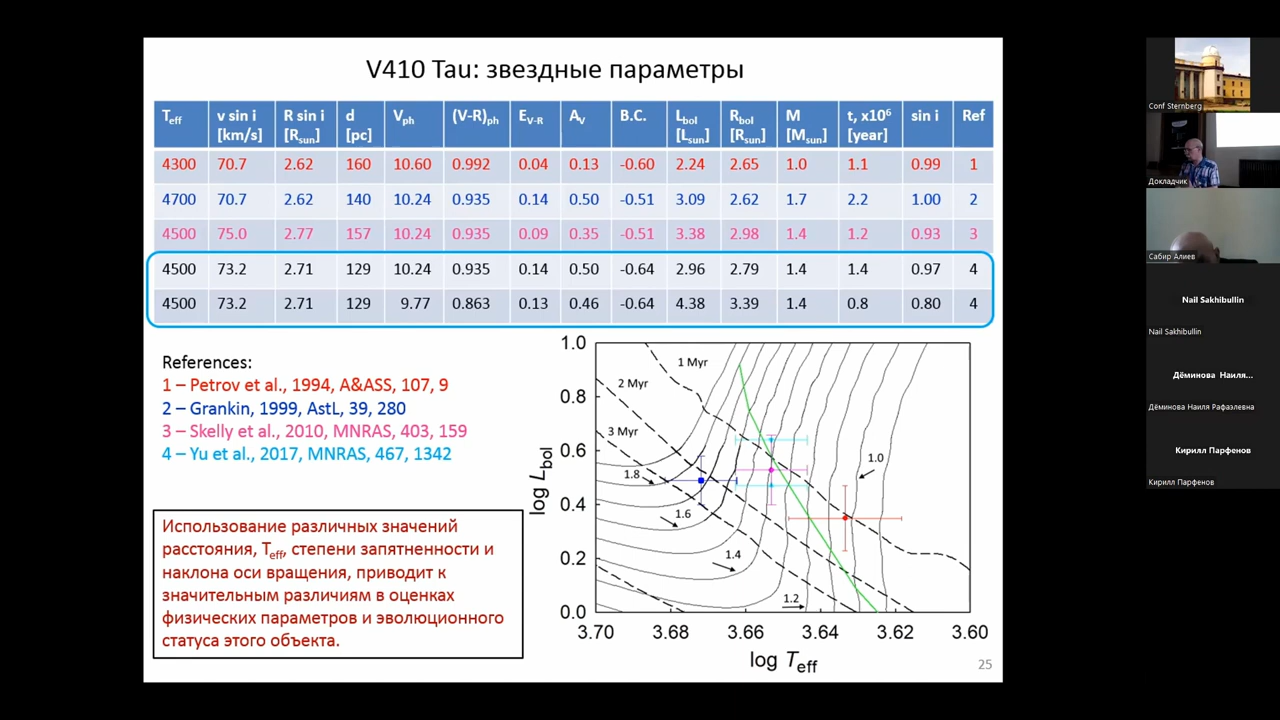 V410 Tau: звездные параметры
Teff v sin i [km/s] R sin i [Rsun] d [pc] Vph (V-R)ph EV-R AV B.C. Lbol [Lsun] Rbol [Rsun] M [Msun] t, x10⁶ [year] sin i Ref
4300 70.7 2.62 160 10.60 0.992 0.04 0.13 -0.60 2.24 2.65 1.0 1.1 0.99 1
4700 70.7 2.62 140 10.24 0.935 0.14 0.50 -0.51 3.09 2.62 1.7 2.2 1.00 2
4500 75.0 2.77 157 10.24 0.935 0.09 0.35 -0.51 3.38 2.98 1.4 1.2 0.93 3
4500 73.2 2.71 129 10.24 0.935 0.14 0.50 -0.64 2.96 2.79 1.4 1.4 0.97 4
4500 73.2 2.71 129 9.77 0.863 0.13 0.46 -0.64 4.38 3.39 1.4 0.8 0.80 4
References:
1 – Petrov et al., 1994, A&ASS, 107, 9
2 – Grankin, 1999, AstL, 39, 280
3 – Skelly et al., 2010, MNRAS, 403, 159
4 – Yu et al., 2017, MNRAS, 467, 1342
Использование различных значений
расстояния, Teff, степени запятненности и
наклона оси вращения, приводит к
значительным различиям в оценках
физических параметров и эволюционного
статуса этого объекта.
log Lbol
1.0
0.8
0.6
0.4
0.2
0.0
1 Myr
2 Myr
3 Myr
1.8
1.6
1.4
1.2
1.0
3.70 3.68 3.66 3.64 3.62 3.60
log Teff
25
Conf Sternberg
Докладчик
Сабир Алиев
Nail Sakhibullin
Nail Sakhibullin
Дёминова Наиля...
Дёминова Наиля Рафаэлевна
Кирилл Парфенов
Кирилл Парфенов